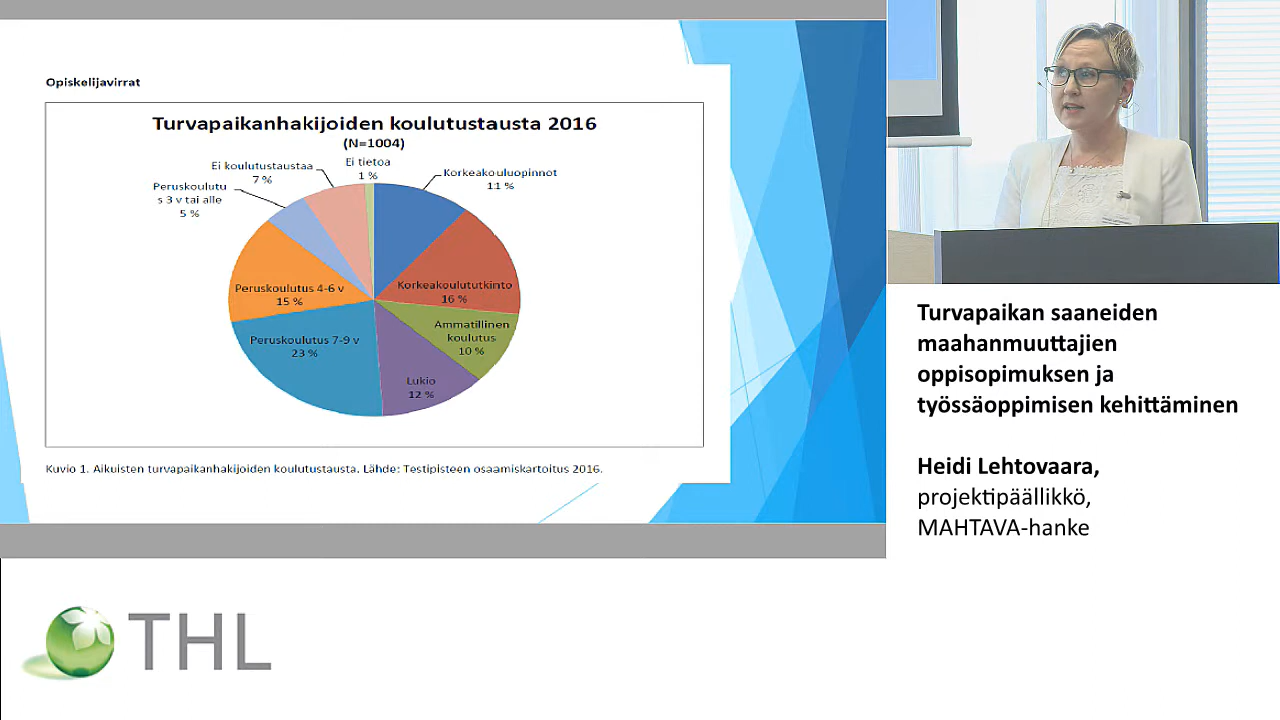 Opiskelijavirrat
Turvapaikanhakijoiden koulutustausta 2016
(N=1004)
Ei tietoa
1 %
Ei koulutustaustaa
7 %
Korkeakouluopinnot
11 %
Peruskoulutu
s 3 v tai alle
5 %
Peruskoulutus 4-6 v
15 %
Korkeakoulututkinto
16 %
Ammatillinen
koulutus
10 %
Peruskoulutus 7-9 v
23 %
Lukio
12 %
Kuvio 1. Aikuisten turvapaikanhakijoiden koulutustausta. Lähde: Testipisteen osaamiskartoitus 2016.
Turvapaikan saaneiden
maahanmuuttajien
oppisopimuksen ja
työssäoppimisen kehittäminen
Heidi Lehtovaara,
projektipäällikkö,
MAHTAVA-hanke
THL